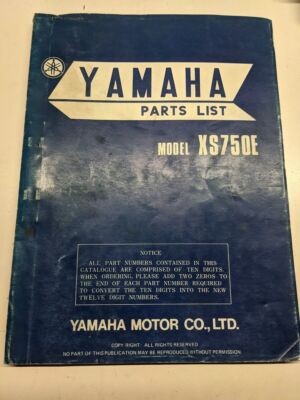 YAMAHA
PARTS LIST
MODEL XS750E
NOTICE
ALL PART NUMBERS CONTAINED IN THIS
CATALOGUE ARE COMPRISED OF TEN DIGITS.
WHEN ORDERING, PLEASE ADD TWO ZEROS TO
THE END OF EACH PART NUMBER REQUIRED
TO CONVERT THE TEN DIGITS INTO THE NEW
TWELVE DIGIT NUMBERS.
YAMAHA MOTOR CO., LTD.
COPY RIGHT · ALL RIGHTS RESERVED
NO PART OF THIS PUBLICATION MAY BE REPRODUCED WITHOUT PERMISSION